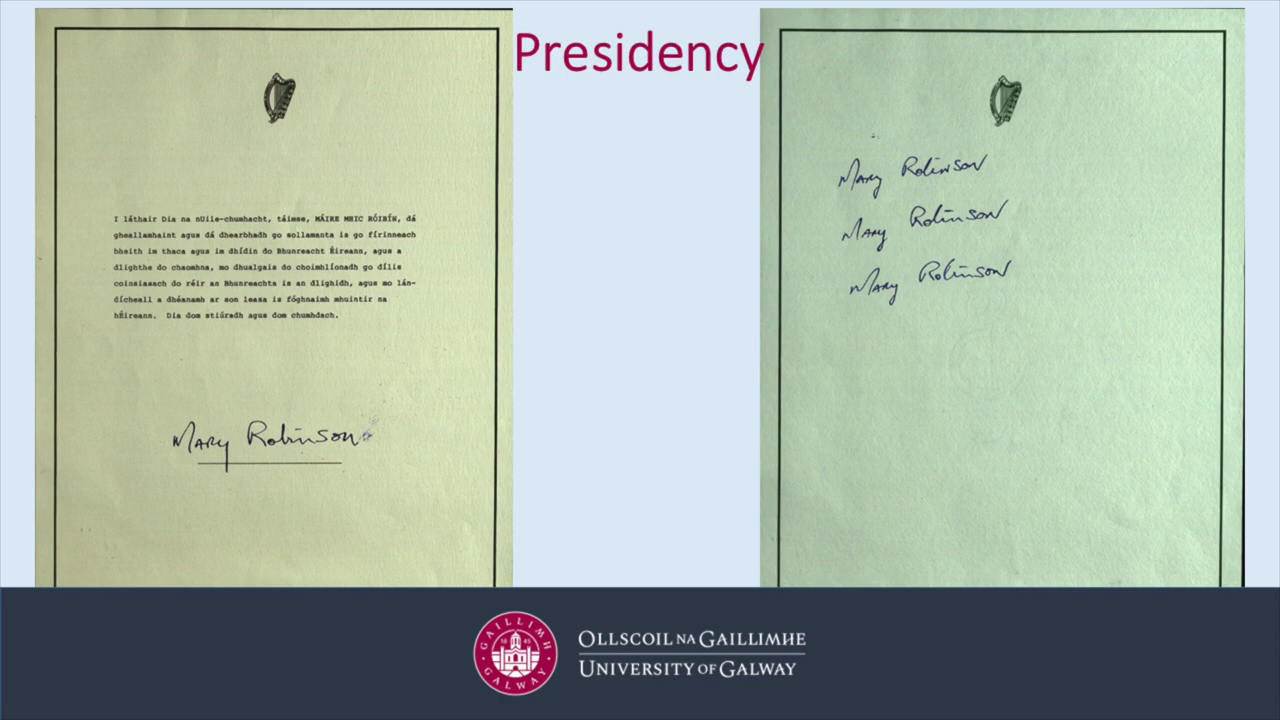 Presidency
I láthair Dia na nUile-chumhacht, táimse, MÁIRE MHIC RÓIBÍN, dá
gheallamhaint agus dá dhearbhadh go sollamanta is go fírinneach
bheith im thaca agus im dhídin do Bhunreacht Éireann, agus a
dlighthe do chaomhna, mo dhualgais do choimhlíonadh go dílis
coinsiasach do réir an Bhunreachta is an dlighidh, agus mo lán-
dícheall a dhéanamh ar son leasa is fóghnaimh mhuintir na
hÉireann. Dia dom stiúradh agus dom chumhdach.
Mary Robinson
Mary Robinson
Mary Robinson
Mary Robinson
GAILLIMH
1845
GALWAY
OLLSCOIL NA GAILLIMHE
UNIVERSITY OF GALWAY